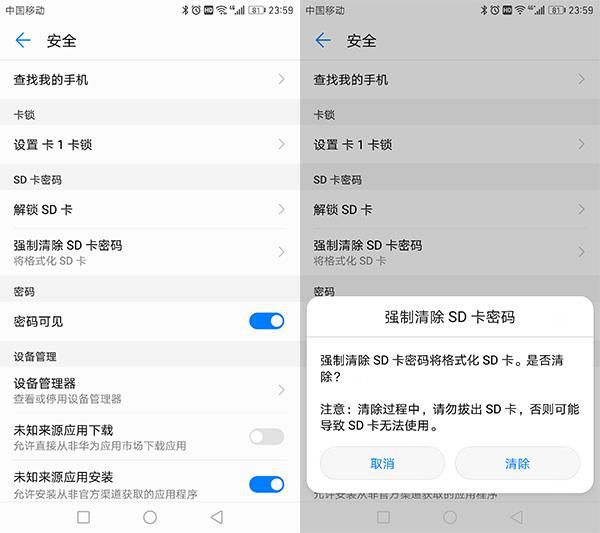 中国移动
HD
4G
81
23:59
安全
查找我的手机
卡锁
设置 卡 1 卡锁
SD 卡密码
解锁 SD 卡
强制清除 SD 卡密码
将格式化 SD 卡
密码
密码可见
设备管理
设备管理器
查看或停用设备管理器
未知来源应用下载
允许直接从非华为应用市场下载应用
未知来源应用安装
允许安装从非官方渠道获取的应用程序
中国移动
HD
4G
81
23:59
安全
查找我的手机
卡锁
设置 卡 1 卡锁
SD 卡密码
解锁 SD 卡
强制清除 SD 卡密码
将格式化 SD 卡
密码
强制清除 SD 卡密码
强制清除 SD 卡密码将格式化 SD 卡。是否清
除？
注意：清除过程中，请勿拔出 SD 卡，否则可能
导致 SD 卡无法使用。
取消
清除
允许安装从非官方渠道获取的应用程序